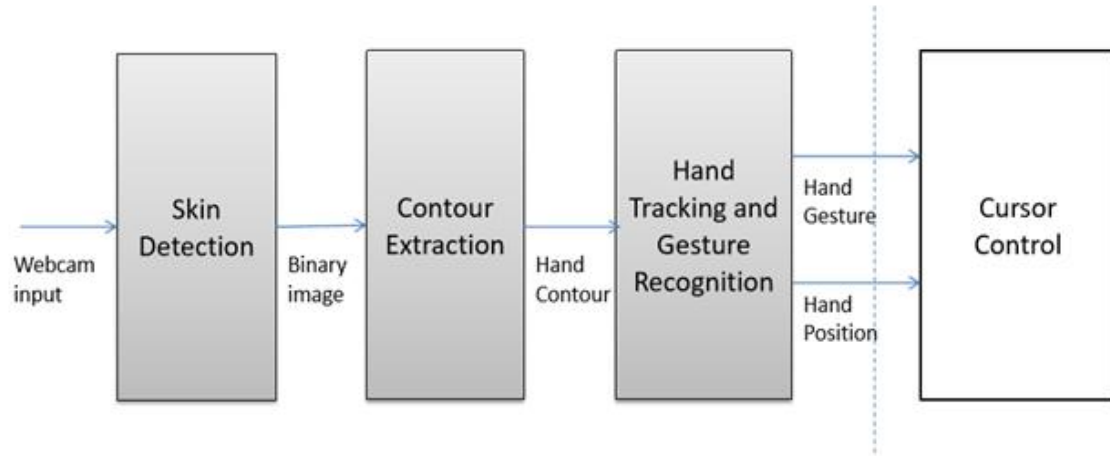 Webcam
input
Skin
Detection
Binary
image
Contour
Extraction
Hand
Contour
Hand
Tracking and
Gesture
Recognition
Hand
Gesture
Hand
Position
Cursor
Control